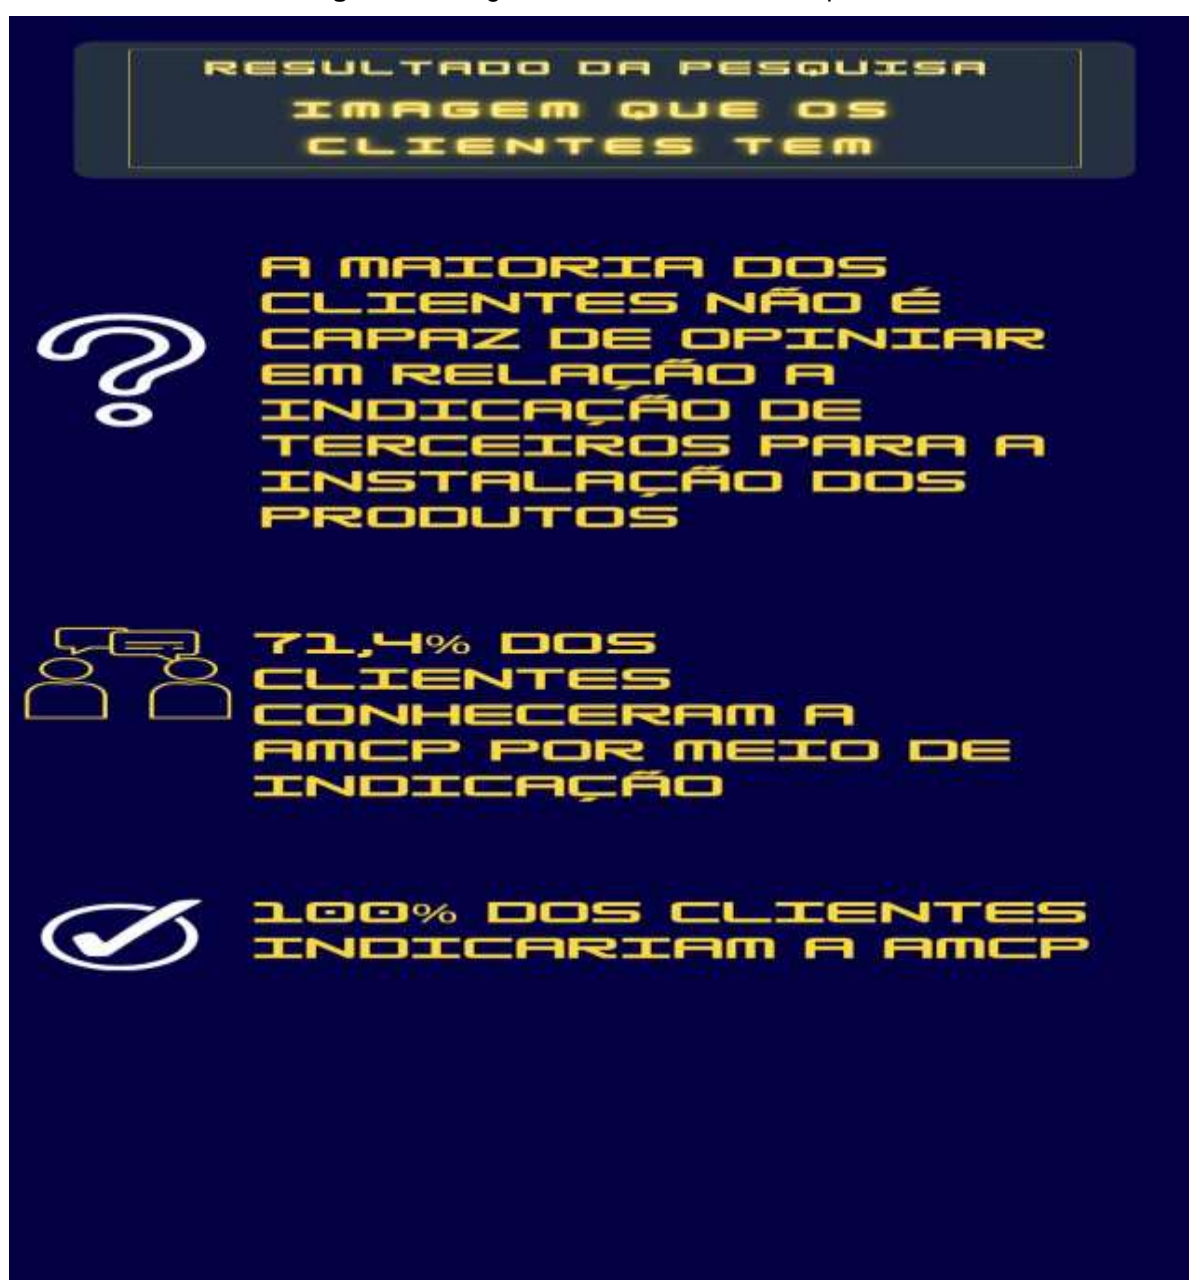 RESULTADO DA PESQUISA
IMAGEM QUE OS
CLIENTES TEM
A MAIORIA DOS
CLIENTES NÃO É
CAPAZ DE OPINIAR
EM RELAÇÃO A
INDICAÇÃO DE
TERCEIROS PARA A
INSTALAÇÃO DOS
PRODUTOS
71,4% DOS
CLIENTES
CONHECERAM A
AMCP POR MEIO DE
INDICAÇÃO
100% DOS CLIENTES
INDICARIAM A AMCP